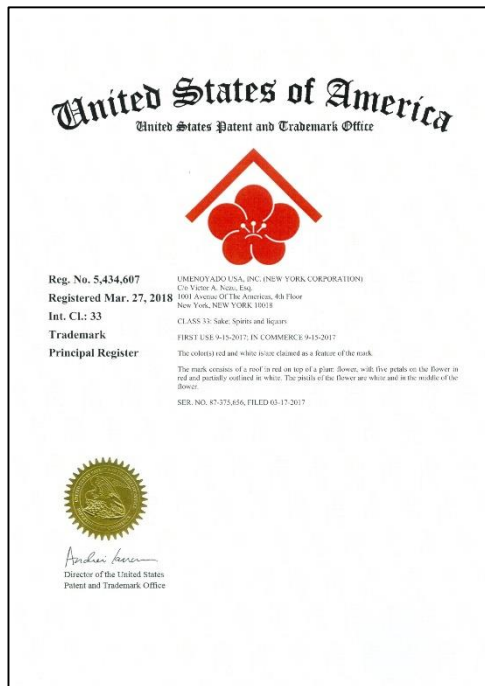 United States of America
United States Patent and Trademark Office
Reg. No. 5,434,607
Registered Mar. 27, 2018
Int. Cl.: 33
Trademark
Principal Register
UMENOYADO USA, INC. (NEW YORK CORPORATION)
C/o Victor A. Esq.
1001 Avenue Of The Americas, 8th Floor
New York, NEW YORK 10018
CLASS 33: Sake; Spirits and liquors
FIRST USE 9-15-2017; IN COMMERCE 9-15-2017
The color(s) red and white is/are claimed as a feature of the mark.
The mark consists of a roof in red on top of a plum flower, with five petals on the flower in
red and partially outlined in white. The pistils of the flower are white and in the middle of the
flower.
SER. NO. 87-375,656, FILED 03-17-2017
Director of the United States
Patent and Trademark Office